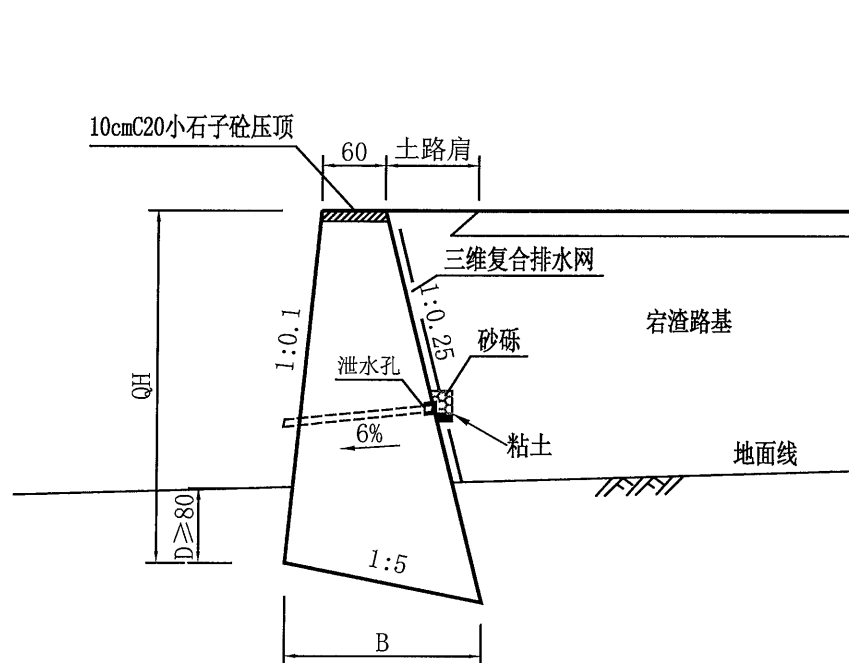 10cmC20小石子砼压顶
60
土路肩
三维复合排水网
1:0.1
1:0.25
宕渣路基
砂砾
泄水孔
QH
6%
粘土
地面线
D≥80
1:5
B